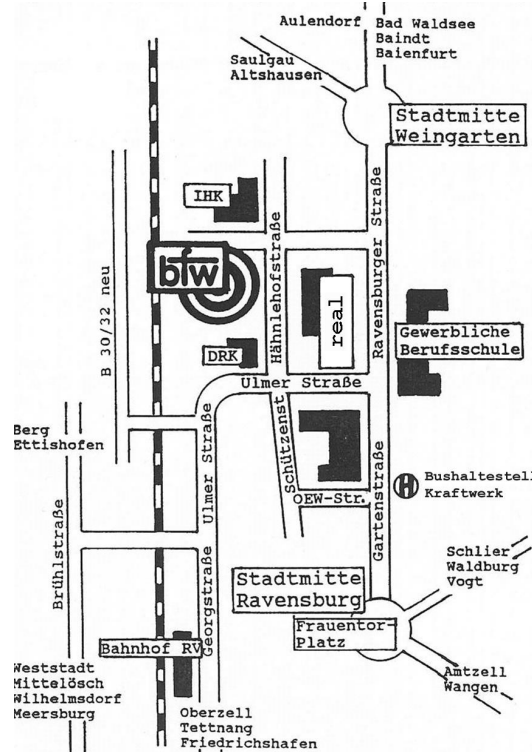 Aulendorf
Bad Waldsee
Baindt
Baienfurt
Saulgau
Altshausen
Stadtmitte
Weingarten
IHK
bfw
B 30/32 neu
Hähnlehofstraße
Ravensburger Straße
real
Gewerbliche
Berufsschule
DRK
Ulmer Straße
Berg
Ettishofen
Ulmer Straße
Schützenst
OEW-Str.
Gartenstraße
H
Bushaltestell
Kraftwerk
Brühlstraße
Schlier
Waldburg
Vogt
Stadtmitte
Ravensburg
Frauentor-
Platz
Georgstraße
Bahnhof RV
Weststadt
Mittelösch
Wilhelmsdorf
Meersburg
Amtzell
Wangen
Oberzell
Tettnang
Friedrichshafen